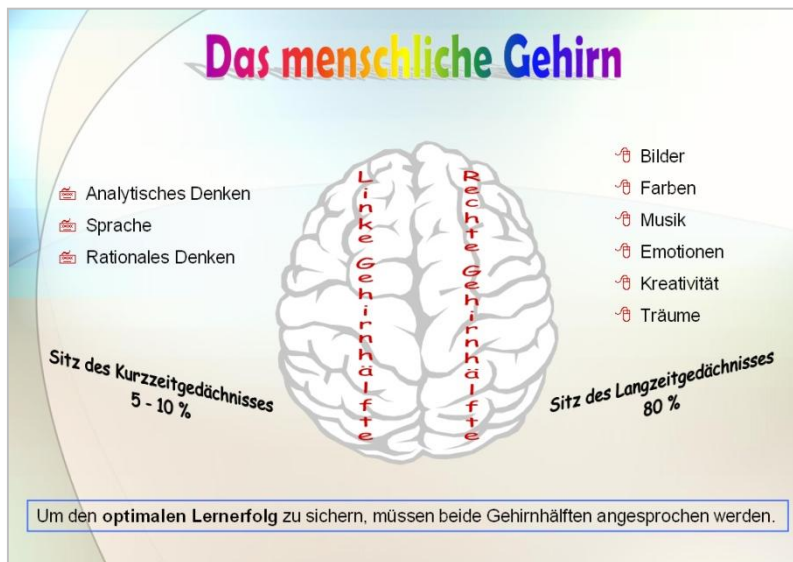 Das menschliche Gehirn
Analytisches Denken
Sprache
Rationales Denken
Sitz des Kurzzeitgedächnisses
5 - 10 %
Linke Gehirnhälfte
Rechte Gehirnhälfte
Bilder
Farben
Musik
Emotionen
Kreativität
Träume
Sitz des Langzeitgedächnisses
80 %
Um den optimalen Lernerfolg zu sichern, müssen beide Gehirnhälften angesprochen werden.